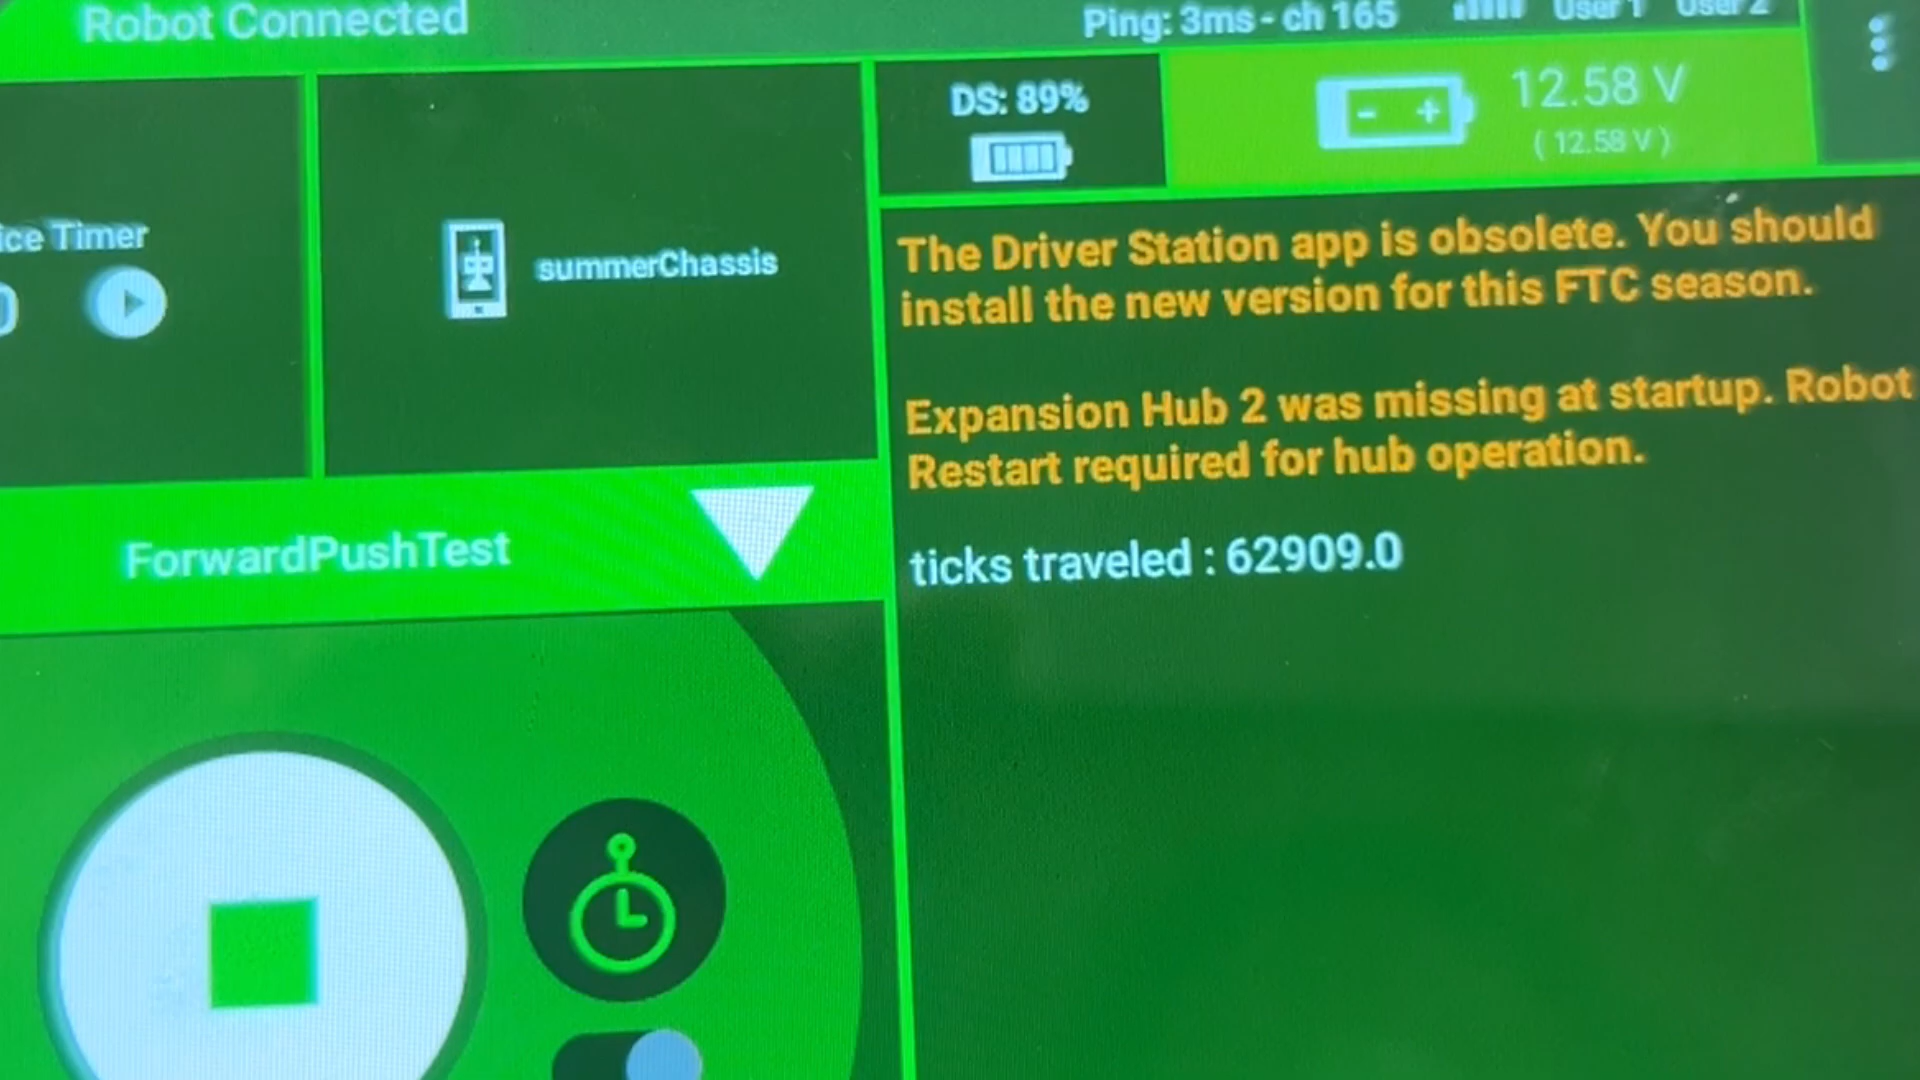 Robot Connected
Ping: 3ms - ch 165
User 1 User 2
DS: 89%
12.58 V
( 12.58 V )
ice Timer
summerChassis
The Driver Station app is obsolete. You should
install the new version for this FTC season.
Expansion Hub 2 was missing at startup. Robot
Restart required for hub operation.
ForwardPushTest
ticks traveled : 62909.0